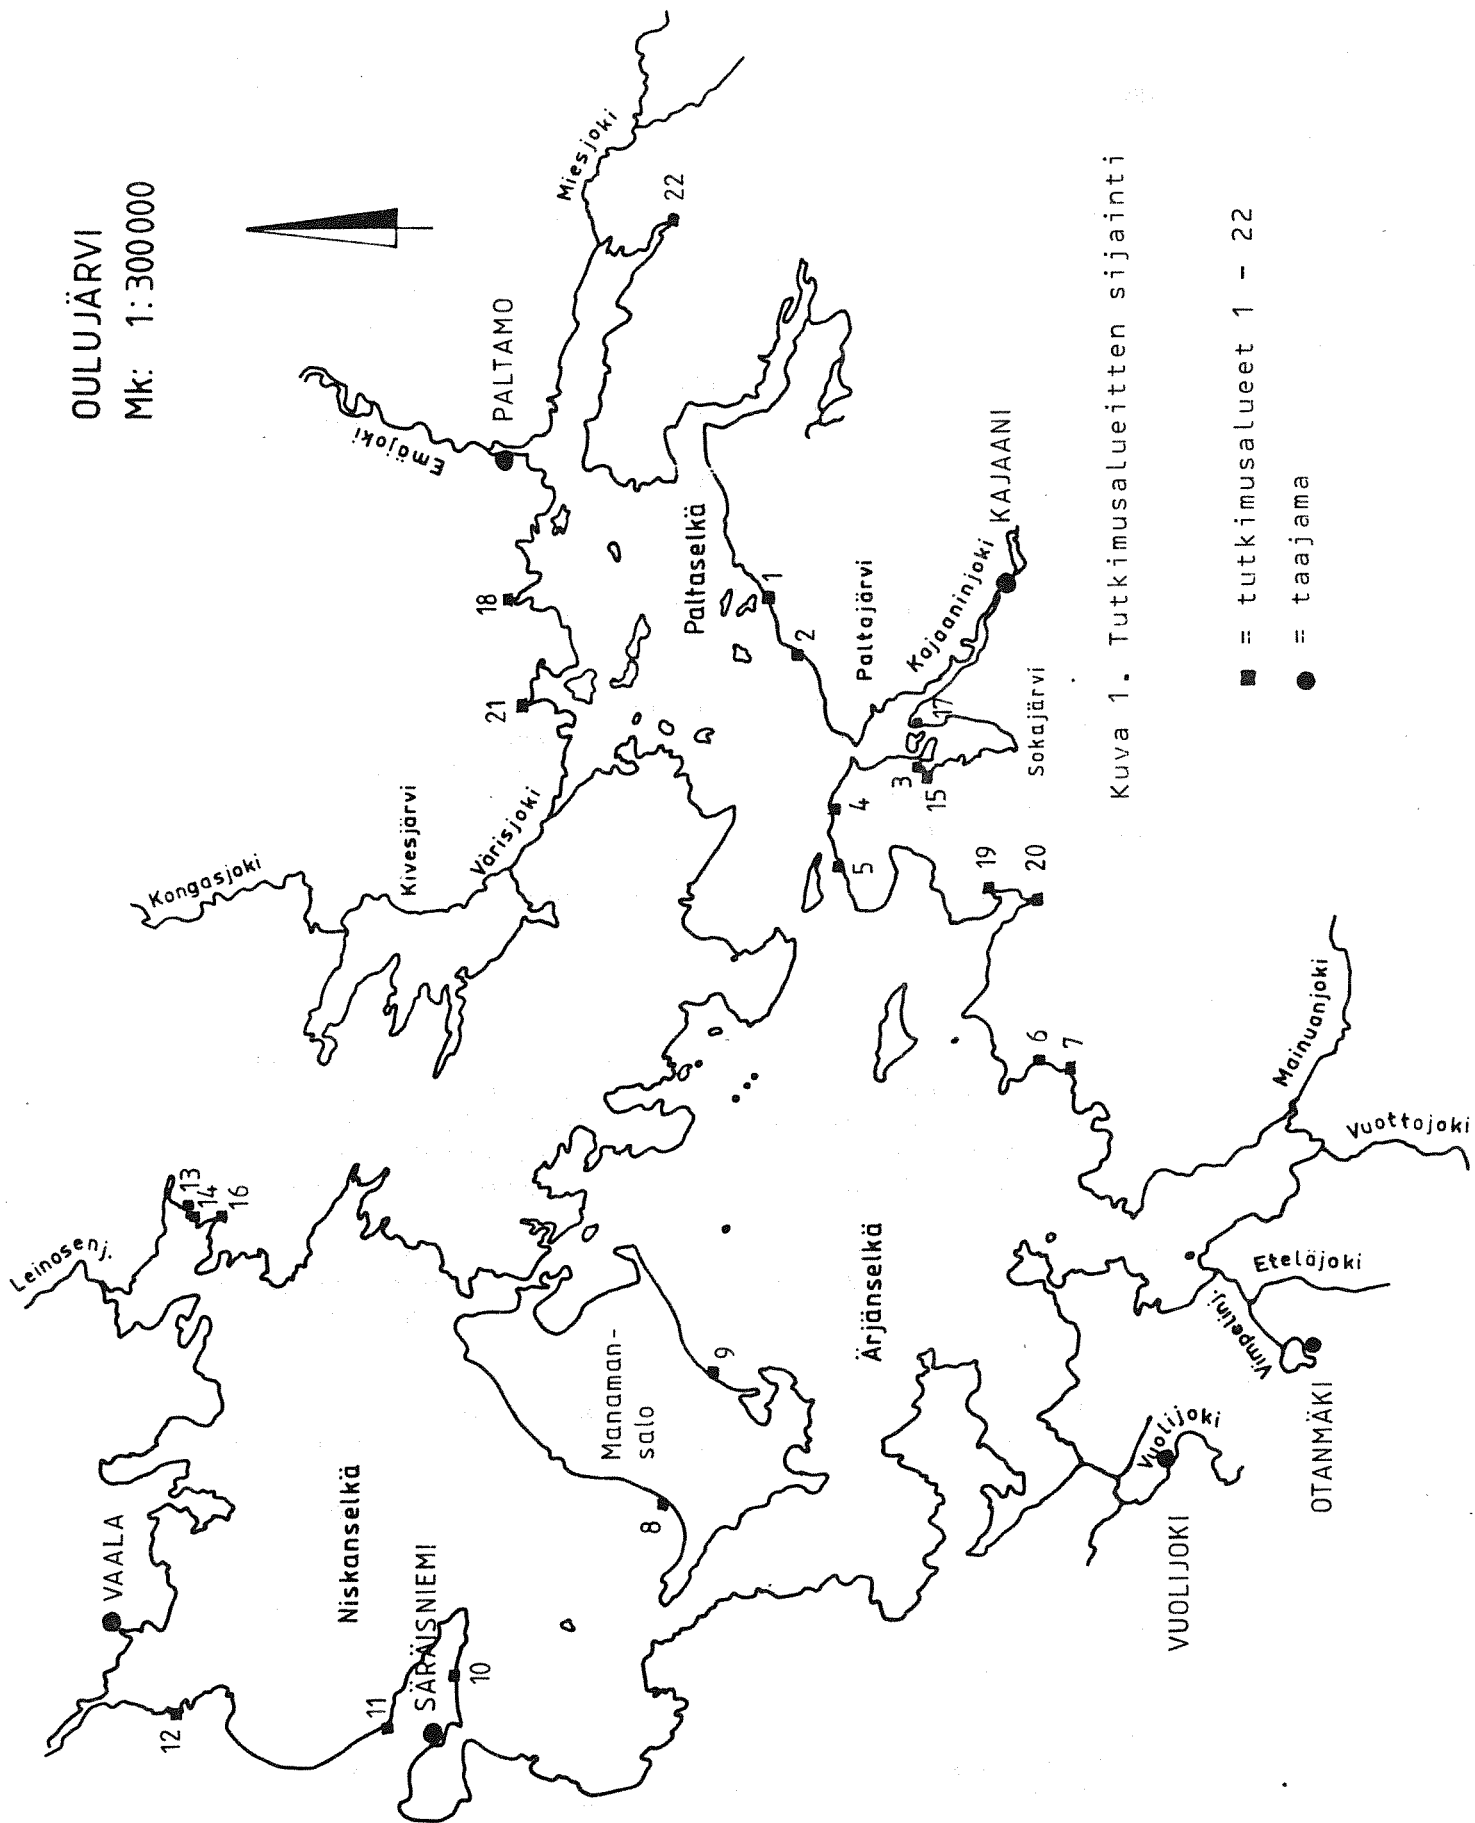 OULUJÄRVI
Mk: 1:300000
Leinosenj.
Kongasjoki
Emäjoki
Miesjoki
VAALA
13
14
16
Kivesjärvi
Värisjoki
21
18
PALTAMO
22
12
Niskanselkä
11
SÄRÄISNIEMI
10
Manaman-
salo
8
9
Paltaselkä
1
2
Paltajärvi
Kajaaninjoki
KAJAANI
17
3
15
Sokajärvi
4
5
19
20
6
7
Ärjänselkä
Mainuanjoki
Vuottojoki
Eteläjoki
Vimpelinj.
OTANMÄKI
Vuolijoki
VUOLIJOKI
Kuva 1. Tutkimusalueitten sijainti
= tutkimusalueet 1 - 22
= taajama